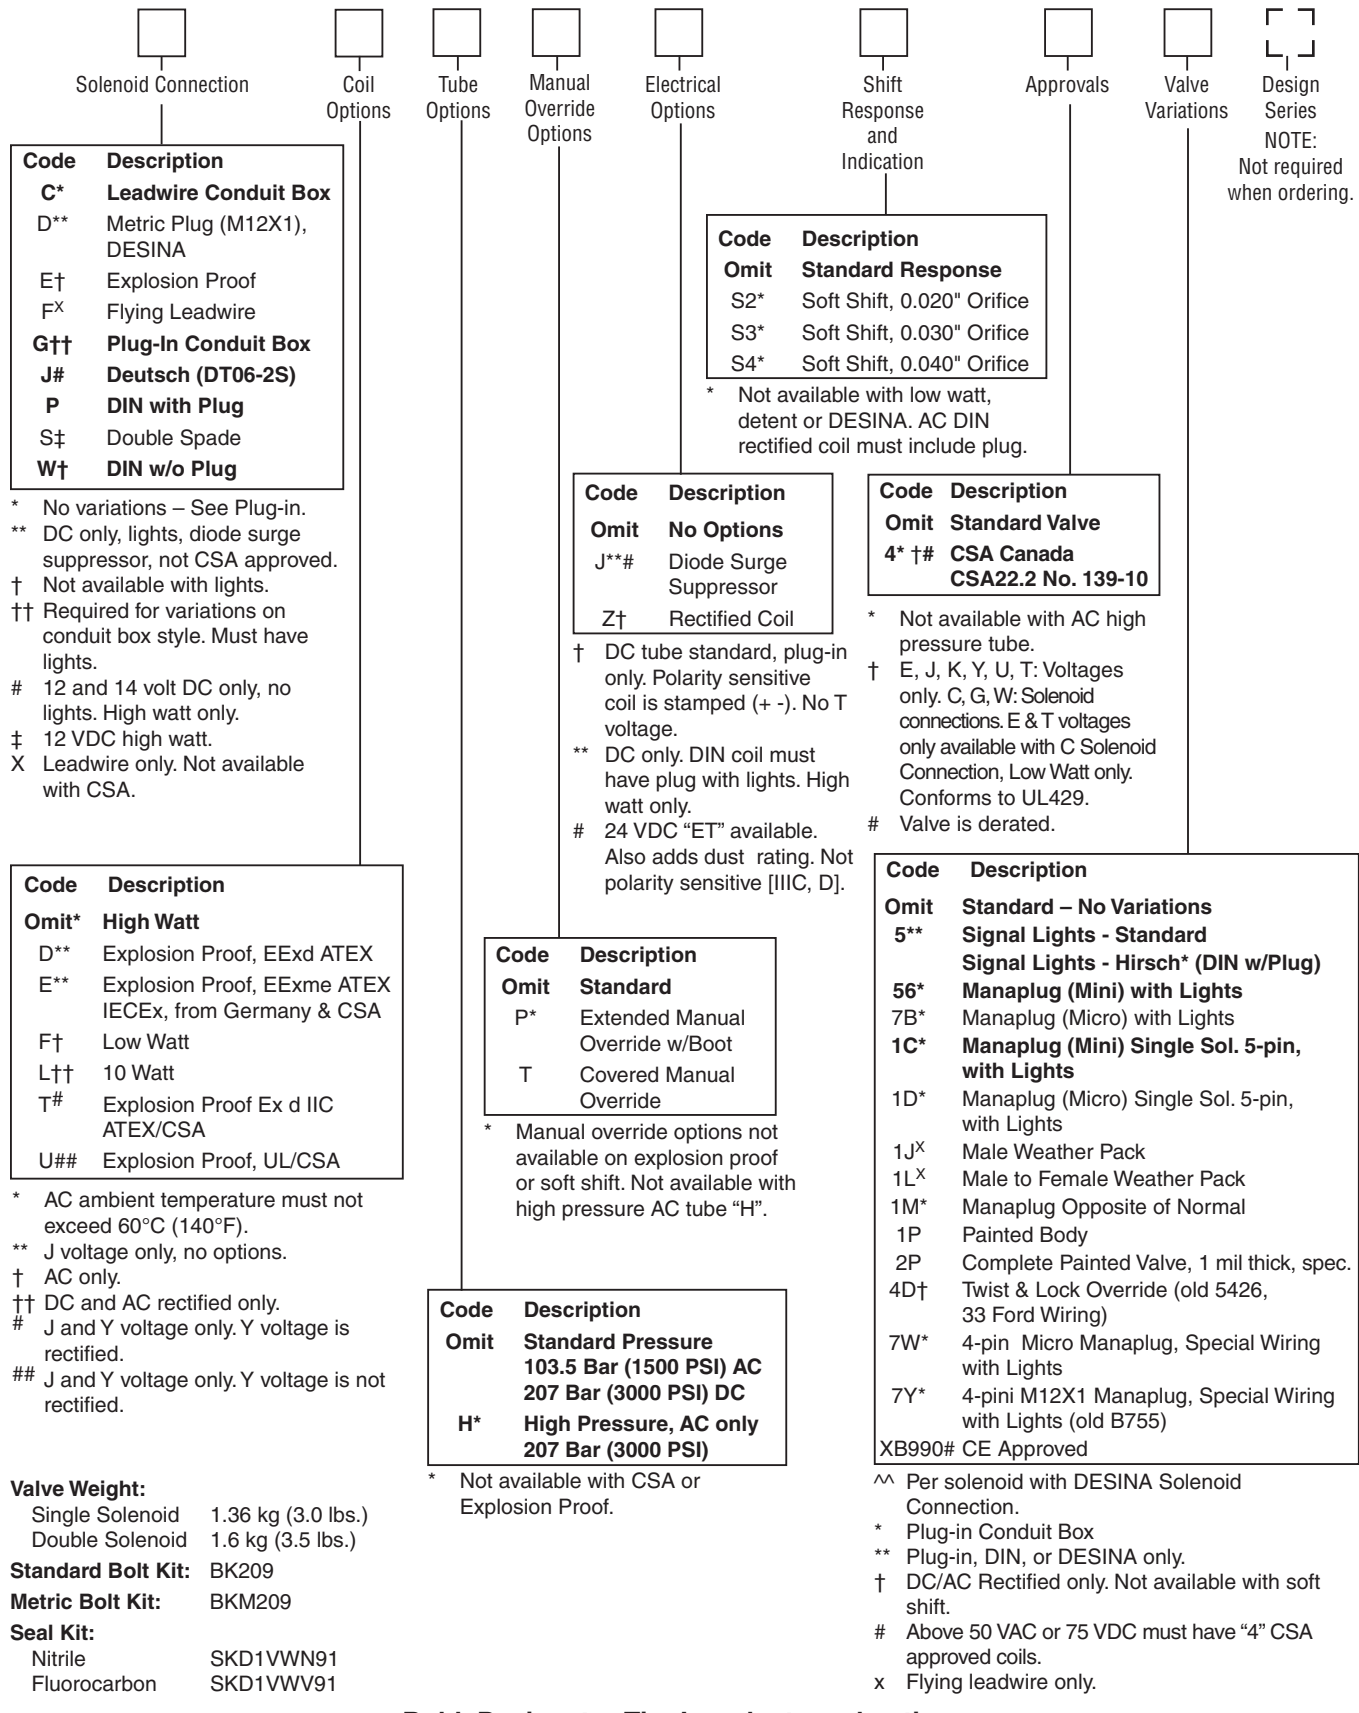 Solenoid Connection
Coil
Options
Tube
Options
Manual
Override
Options
Electrical
Options
Shift
Response
and
Indication
Approvals
Valve
Variations
Design
Series
NOTE:
Not required
when ordering.
Code Description
C* Leadwire Conduit Box
D** Metric Plug (M12X1),
DESINA
E† Explosion Proof
FX Flying Leadwire
G†† Plug-In Conduit Box
J# Deutsch (DT06-2S)
P DIN with Plug
S‡ Double Spade
W† DIN w/o Plug
* No variations – See Plug-in.
** DC only, lights, diode surge
suppressor, not CSA approved.
† Not available with lights.
†† Required for variations on
conduit box style. Must have
lights.
# 12 and 14 volt DC only, no
lights. High watt only.
‡ 12 VDC high watt.
X Leadwire only. Not available
with CSA.
Code Description
Omit Standard Response
S2* Soft Shift, 0.020" Orifice
S3* Soft Shift, 0.030" Orifice
S4* Soft Shift, 0.040" Orifice
* Not available with low watt,
detent or DESINA. AC DIN
rectified coil must include plug.
Code Description
Omit No Options
J**# Diode Surge
Suppressor
Z† Rectified Coil
† DC tube standard, plug-in
only. Polarity sensitive
coil is stamped (+ -). No T
voltage.
** DC only. DIN coil must
have plug with lights. High
watt only.
# 24 VDC “ET” available.
Also adds dust rating. Not
polarity sensitive [IIIC, D].
Code Description
Omit Standard Valve
4* †# CSA Canada
CSA22.2 No. 139-10
* Not available with AC high
pressure tube.
† E, J, K, Y, U, T: Voltages
only. C, G, W: Solenoid
connections. E & T voltages
only available with C Solenoid
Connection, Low Watt only.
Conforms to UL429.
# Valve is derated.
Code Description
Omit* High Watt
D** Explosion Proof, EExd ATEX
E** Explosion Proof, EExme ATEX
IECEx, from Germany & CSA
F† Low Watt
L†† 10 Watt
T# Explosion Proof Ex d IIC
ATEX/CSA
U## Explosion Proof, UL/CSA
* AC ambient temperature must not
exceed 60°C (140°F).
** J voltage only, no options.
† AC only.
†† DC and AC rectified only.
# J and Y voltage only. Y voltage is
rectified.
## J and Y voltage only. Y voltage is not
rectified.
Code Description
Omit Standard
P* Extended Manual
Override w/Boot
T Covered Manual
Override
* Manual override options not
available on explosion proof
or soft shift. Not available with
high pressure AC tube “H”.
Code Description
Omit Standard Pressure
103.5 Bar (1500 PSI) AC
207 Bar (3000 PSI) DC
H* High Pressure, AC only
207 Bar (3000 PSI)
* Not available with CSA or
Explosion Proof.
Code Description
Omit Standard – No Variations
5** Signal Lights - Standard
Signal Lights - Hirsch* (DIN w/Plug)
56* Manaplug (Mini) with Lights
7B* Manaplug (Micro) with Lights
1C* Manaplug (Mini) Single Sol. 5-pin,
with Lights
1D* Manaplug (Micro) Single Sol. 5-pin,
with Lights
1JX Male Weather Pack
1LX Male to Female Weather Pack
1M* Manaplug Opposite of Normal
1P Painted Body
2P Complete Painted Valve, 1 mil thick, spec.
4D† Twist & Lock Override (old 5426,
33 Ford Wiring)
7W* 4-pin Micro Manaplug, Special Wiring
with Lights
7Y* 4-pini M12X1 Manaplug, Special Wiring
with Lights (old B755)
XB990# CE Approved
^^ Per solenoid with DESINA Solenoid
Connection.
* Plug-in Conduit Box
** Plug-in, DIN, or DESINA only.
† DC/AC Rectified only. Not available with soft
shift.
# Above 50 VAC or 75 VDC must have “4” CSA
approved coils.
x Flying leadwire only.
Valve Weight:
Single Solenoid 1.36 kg (3.0 lbs.)
Double Solenoid 1.6 kg (3.5 lbs.)
Standard Bolt Kit: BK209
Metric Bolt Kit: BKM209
Seal Kit:
Nitrile SKD1VWN91
Fluorocarbon SKD1VWV91